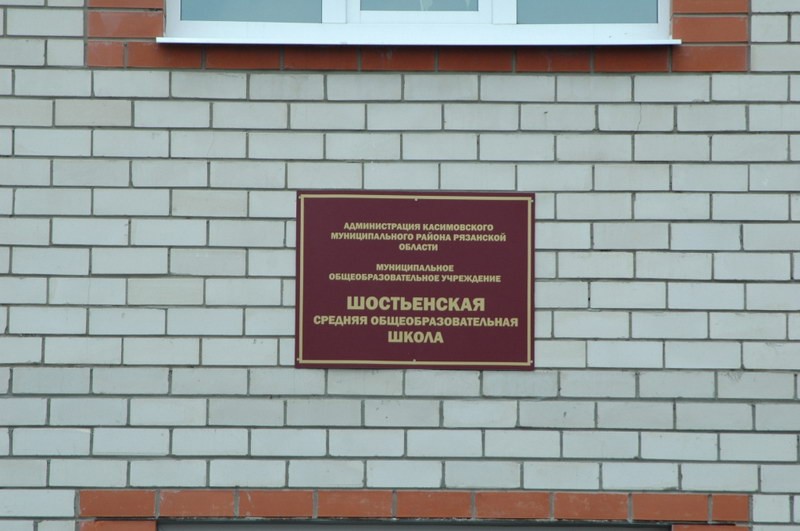 АДМИНИСТРАЦИЯ КАСИМОВСКОГО
МУНИЦИПАЛЬНОГО РАЙОНА РЯЗАНСКОЙ
ОБЛАСТИ
МУНИЦИПАЛЬНОЕ
ОБЩЕОБРАЗОВАТЕЛЬНОЕ УЧРЕЖДЕНИЕ
ШОСТЬЕНСКАЯ
СРЕДНЯЯ ОБЩЕОБРАЗОВАТЕЛЬНАЯ
ШКОЛА